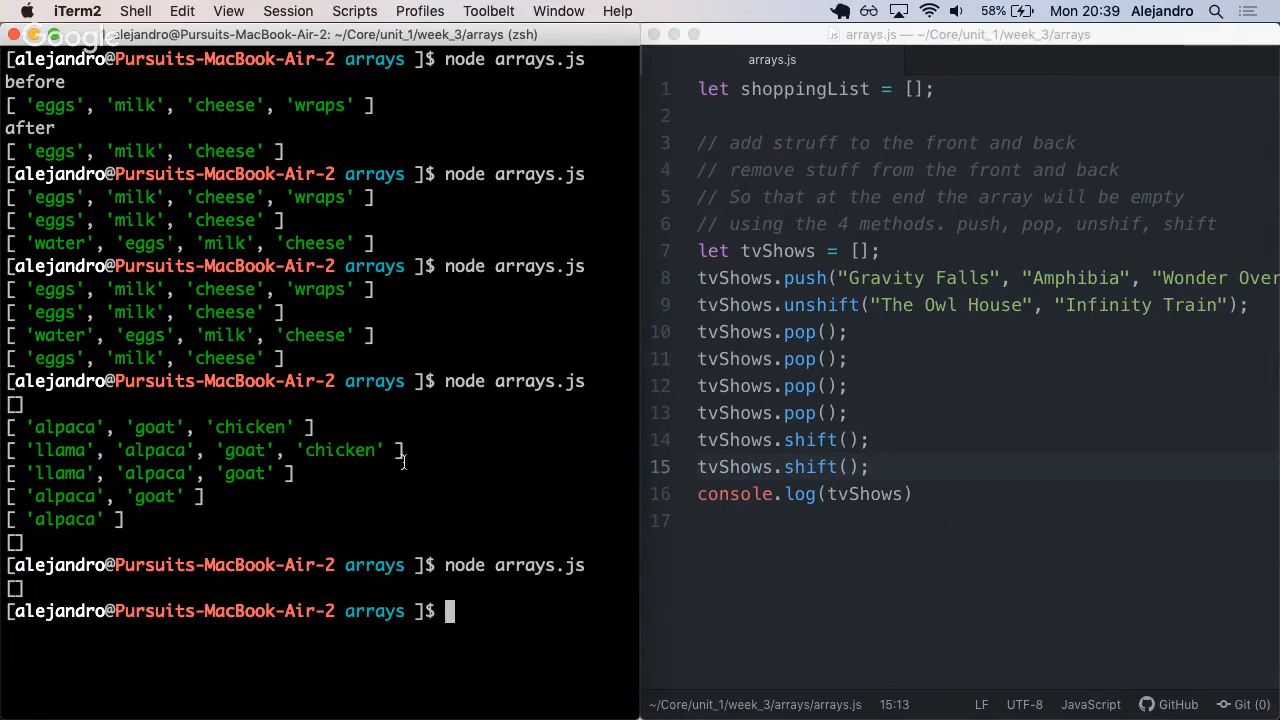 iTerm2 Shell Edit View Session Scripts Profiles Toolbelt Window Help 58% Mon 20:39 Alejandro
Google
alejandro@Pursuits-MacBook-Air-2: ~/Core/unit_1/week_3/arrays (zsh)
[alejandro@Pursuits-MacBook-Air-2 arrays ]$ node arrays.js
before
[ 'eggs', 'milk', 'cheese', 'wraps' ]
after
[ 'eggs', 'milk', 'cheese' ]
[alejandro@Pursuits-MacBook-Air-2 arrays ]$ node arrays.js
[ 'eggs', 'milk', 'cheese', 'wraps' ]
[ 'eggs', 'milk', 'cheese' ]
[ 'water', 'eggs', 'milk', 'cheese' ]
[alejandro@Pursuits-MacBook-Air-2 arrays ]$ node arrays.js
[ 'eggs', 'milk', 'cheese', 'wraps' ]
[ 'eggs', 'milk', 'cheese' ]
[ 'water', 'eggs', 'milk', 'cheese' ]
[ 'eggs', 'milk', 'cheese' ]
[alejandro@Pursuits-MacBook-Air-2 arrays ]$ node arrays.js
[]
[ 'alpaca', 'goat', 'chicken' ]
[ 'llama', 'alpaca', 'goat', 'chicken' ]
[ 'llama', 'alpaca', 'goat' ]
[ 'alpaca', 'goat' ]
[ 'alpaca' ]
[]
[alejandro@Pursuits-MacBook-Air-2 arrays ]$ node arrays.js
[]
[alejandro@Pursuits-MacBook-Air-2 arrays ]$
arrays.js — ~/Core/unit_1/week_3/arrays
arrays.js
1 let shoppingList = [];
2
3 // add struff to the front and back
4 // remove stuff from the front and back
5 // So that at the end the array will be empty
6 // using the 4 methods. push, pop, unshif, shift
7 let tvShows = [];
8 tvShows.push("Gravity Falls", "Amphibia", "Wonder Over
9 tvShows.unshift("The Owl House", "Infinity Train");
10 tvShows.pop();
11 tvShows.pop();
12 tvShows.pop();
13 tvShows.pop();
14 tvShows.shift();
15 tvShows.shift();
16 console.log(tvShows)
17
~/Core/unit_1/week_3/arrays/arrays.js 15:13 LF UTF-8 JavaScript GitHub Git (0)